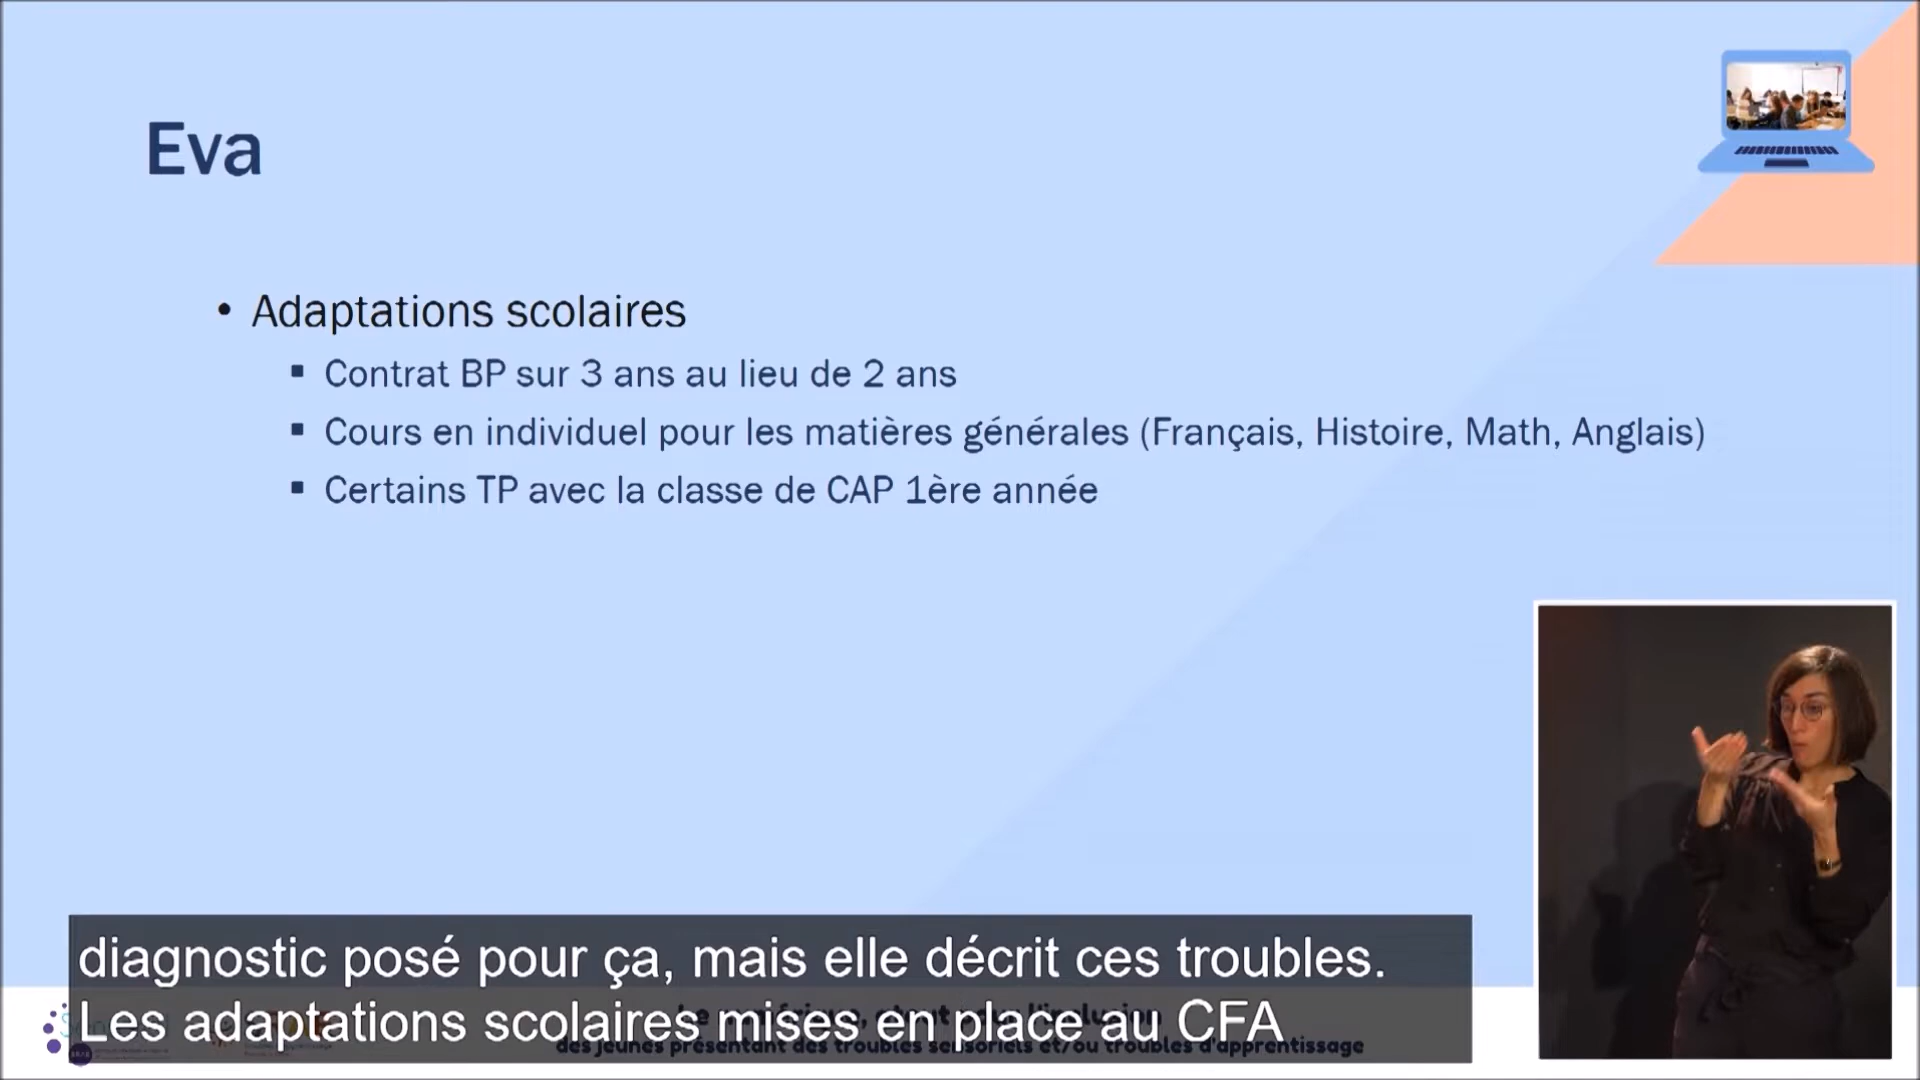 Eva
• Adaptations scolaires
▪ Contrat BP sur 3 ans au lieu de 2 ans
▪ Cours en individuel pour les matières générales (Français, Histoire, Math, Anglais)
▪ Certains TP avec la classe de CAP 1ère année
diagnostic posé pour ça, mais elle décrit ces troubles.
Les adaptations scolaires mises en place au CFA
des jeunes présentant des troubles sensoriels et/ou troubles d'apprentissage